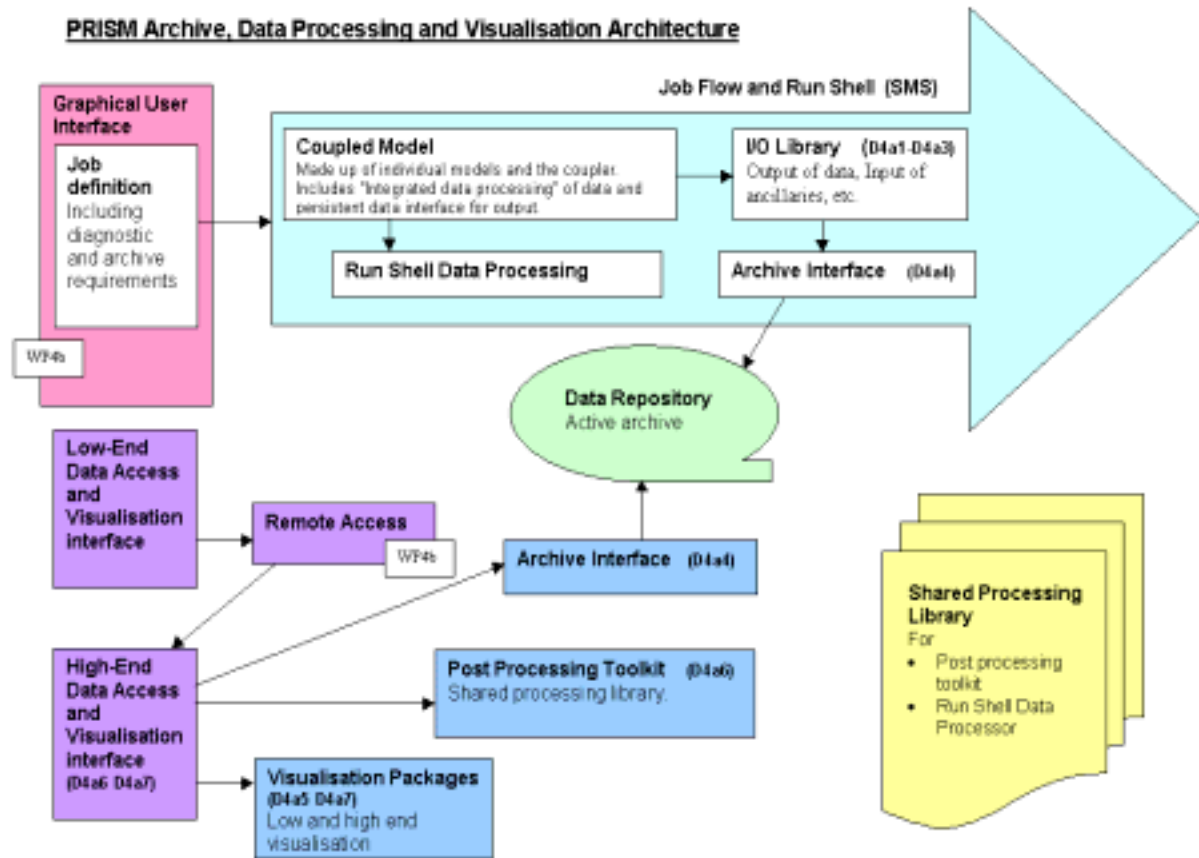 PRISM Archive, Data Processing and Visualisation Architecture
Job Flow and Run Shell (SMS)
Graphical User
Interface
Job
definition
Including
diagnostic
and archive
requirements
WP4b
Coupled Model
Made up of individual models and the coupler.
Includes "Integrated data processing" of data and
persistent data interface for output
I/O Library (D4a1-D4a3)
Output of data, Input of
ancillaries, etc.
Run Shell Data Processing
Archive Interface (D4a4)
Data Repository
Active archive
Low-End
Data Access
and
Visualisation
interface
Remote Access
WP4b
Archive Interface (D4a4)
High-End
Data Access
and
Visualisation
interface
(D4a6 D4a7)
Post Processing Toolkit (D4a6)
Shared processing library.
Visualisation Packages
(D4a5 D4a7)
Low and high end
visualisation
Shared Processing
Library
For
• Post processing
toolkit
• Run Shell Data
Processor